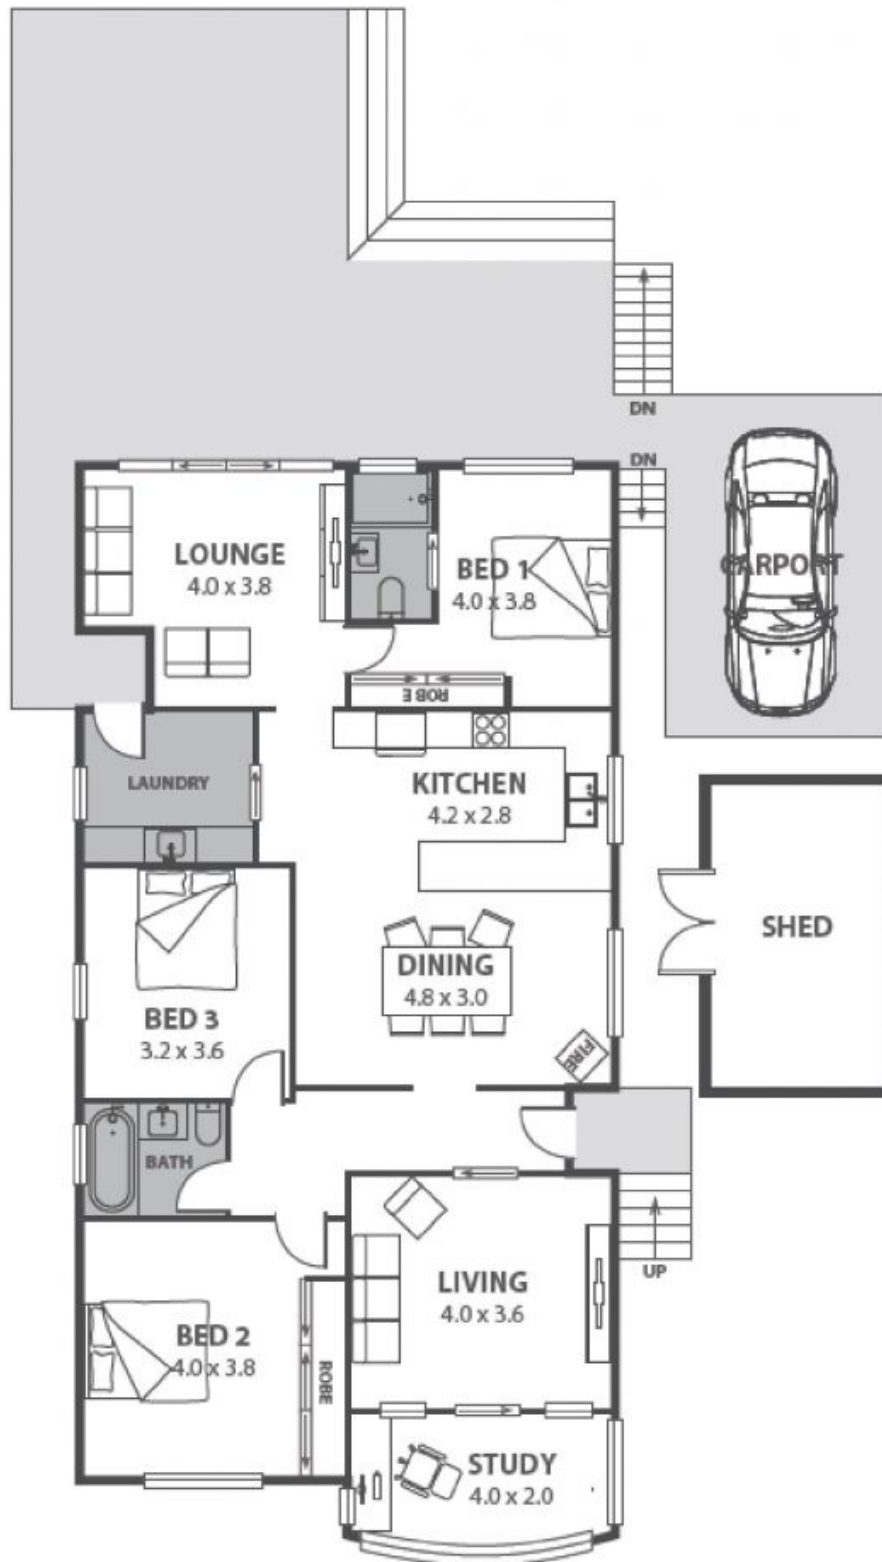 DN
DN
LOUNGE
4.0 x 3.8
BED 1
4.0 x 3.8
CARPORT
ROBE
LAUNDRY
KITCHEN
4.2 x 2.8
SHED
DINING
4.8 x 3.0
BED 3
3.2 x 3.6
FIRE
BATH
UP
LIVING
4.0 x 3.6
BED 2
4.0 x 3.8
ROBE
STUDY
4.0 x 2.0